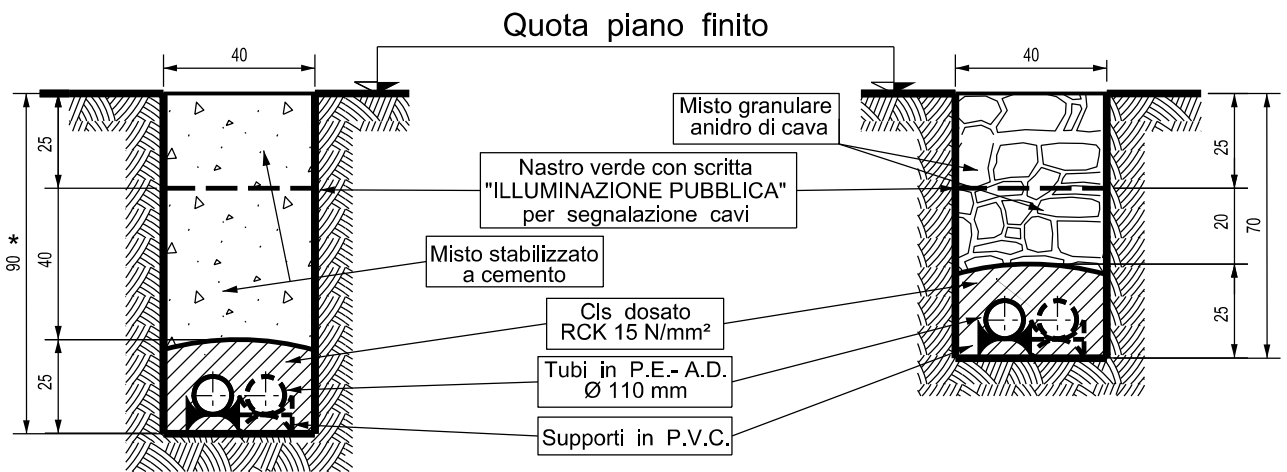 Quota piano finito
40
40
Misto granulare
anidro di cava
25
25
Nastro verde con scritta
"ILLUMINAZIONE PUBBLICA"
per segnalazione cavi
90 *
40
20
70
Misto stabilizzato
a cemento
Cls dosato
RCK 15 N/mm²
25
25
Tubi in P.E.- A.D.
Ø 110 mm
Supporti in P.V.C.